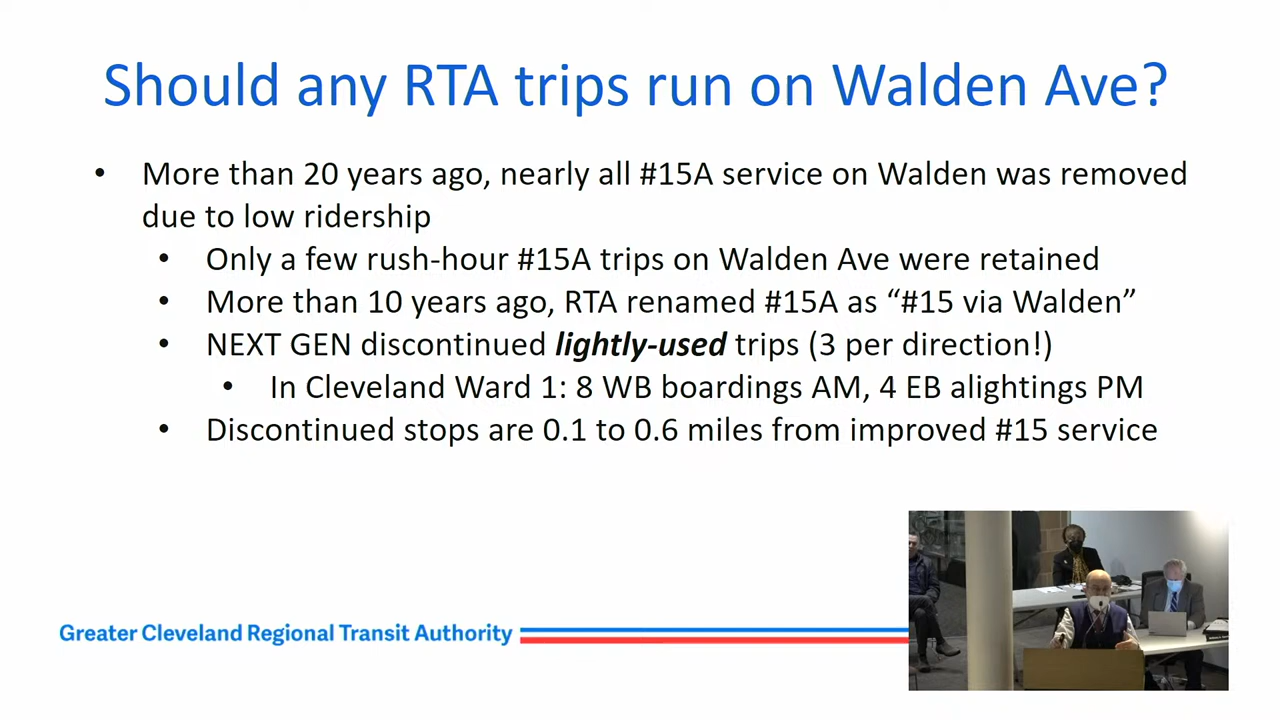 Should any RTA trips run on Walden Ave?
• More than 20 years ago, nearly all #15A service on Walden was removed
due to low ridership
• Only a few rush-hour #15A trips on Walden Ave were retained
• More than 10 years ago, RTA renamed #15A as “#15 via Walden”
• NEXT GEN discontinued lightly-used trips (3 per direction!)
• In Cleveland Ward 1: 8 WB boardings AM, 4 EB alightings PM
• Discontinued stops are 0.1 to 0.6 miles from improved #15 service
Greater Cleveland Regional Transit Authority